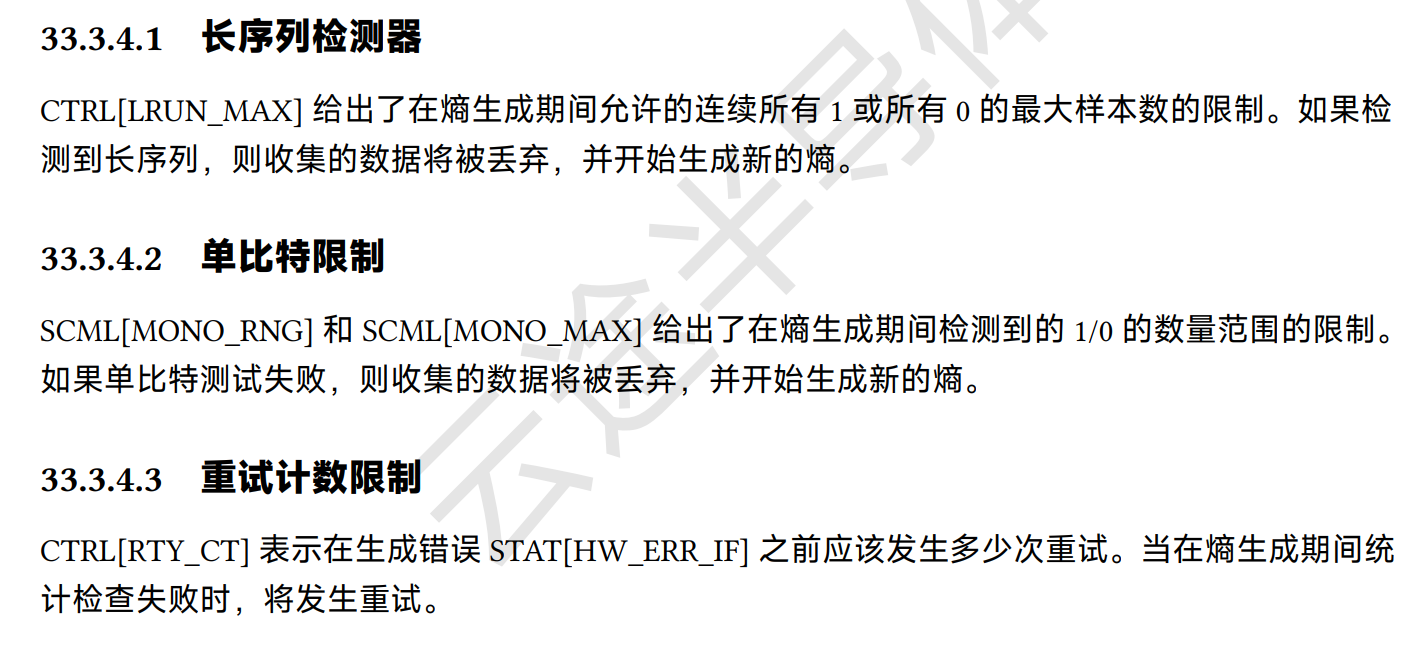 33.3.4.1 长序列检测器
CTRL[LRUN_MAX] 给出了在熵生成期间允许的连续所有 1 或所有 0 的最大样本数的限制。如果检
测到长序列，则收集的数据将被丢弃，并开始生成新的熵。
33.3.4.2 单比特限制
SCML[MONO_RNG] 和 SCML[MONO_MAX] 给出了在熵生成期间检测到的 1/0 的数量范围的限制。
如果单比特测试失败，则收集的数据将被丢弃，并开始生成新的熵。
33.3.4.3 重试计数限制
CTRL[RTY_CT] 表示在生成错误 STAT[HW_ERR_IF] 之前应该发生多少次重试。当在熵生成期间统
计检查失败时，将发生重试。
云途半导体